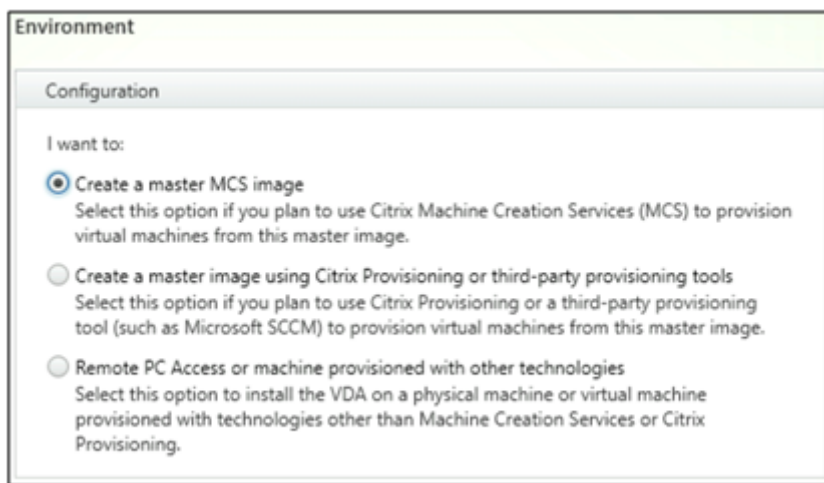 Environment
Configuration
I want to:
Create a master MCS image
Select this option if you plan to use Citrix Machine Creation Services (MCS) to provision
virtual machines from this master image.
Create a master image using Citrix Provisioning or third-party provisioning tools
Select this option if you plan to use Citrix Provisioning or a third-party provisioning
tool (such as Microsoft SCCM) to provision virtual machines from this master image.
Remote PC Access or machine provisioned with other technologies
Select this option to install the VDA on a physical machine or virtual machine
provisioned with technologies other than Machine Creation Services or Citrix
Provisioning.